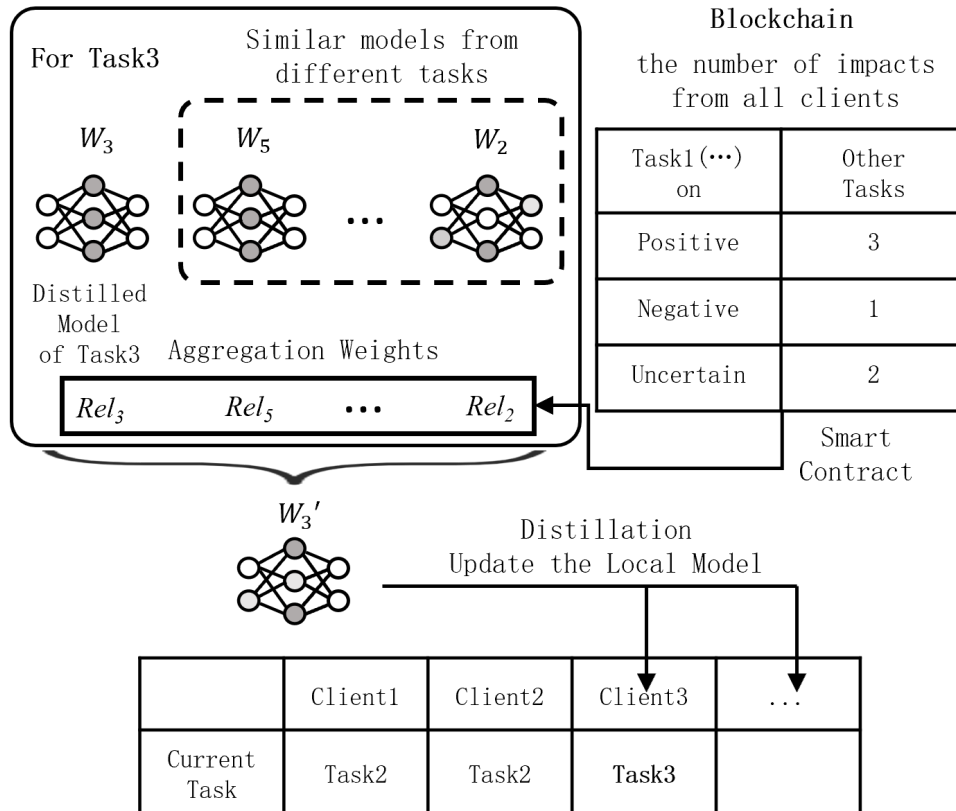 For Task3
Similar models from
different tasks
W₃
W₅
W₂
...
Distilled
Model
of Task3
Aggregation Weights
Rel₃
Rel₅
...
Rel₂
Blockchain
the number of impacts
from all clients
Task1(…)
on
Other
Tasks
Positive
3
Negative
1
Uncertain
2
Smart
Contract
W₃′
Distillation
Update the Local Model
Client1
Client2
Client3
...
Current
Task
Task2
Task2
Task3